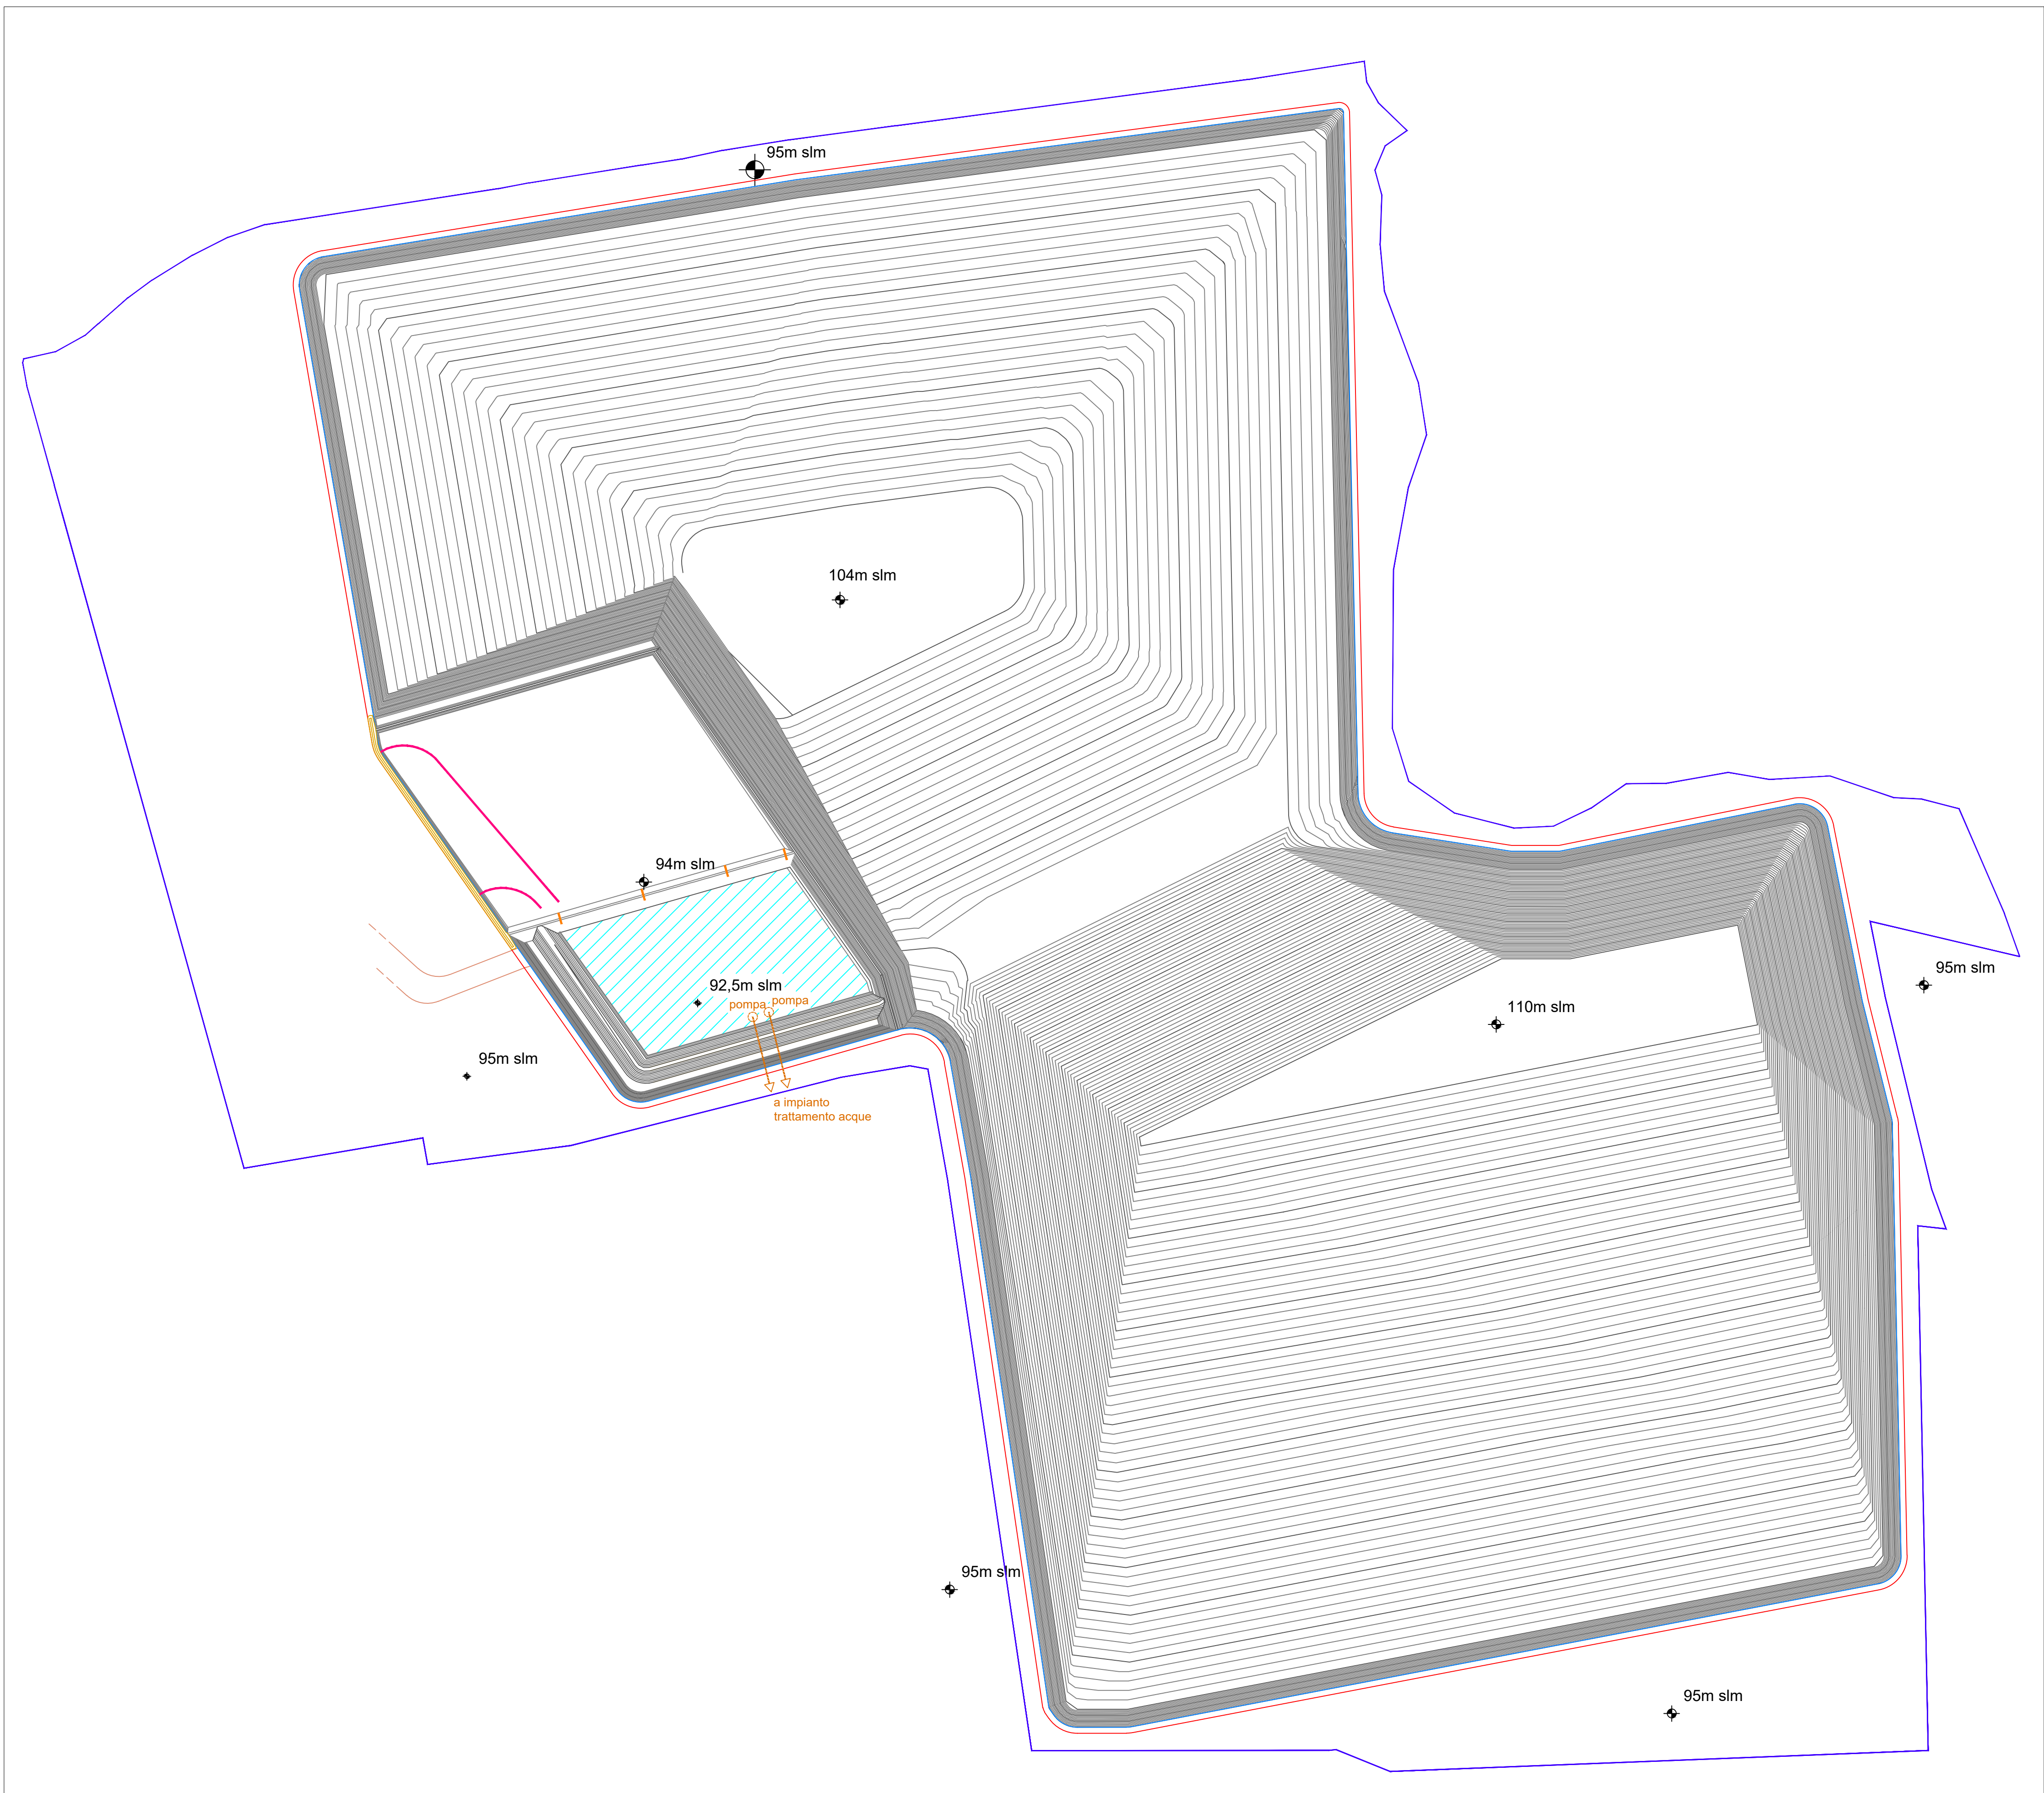 95m slm
104m slm
94m slm
95m slm
92,5m slm
pompa
pompa
110m slm
95m slm
a impianto
trattamento acque
95m slm
95m slm